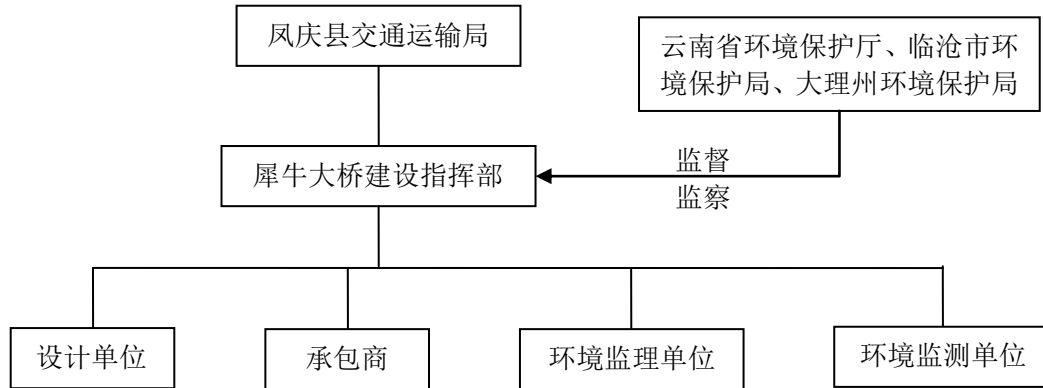 凤庆县交通运输局
云南省环境保护厅、临沧市环
境保护局、大理州环境保护局
犀牛大桥建设指挥部
监督
监察
设计单位
承包商
环境监理单位
环境监测单位